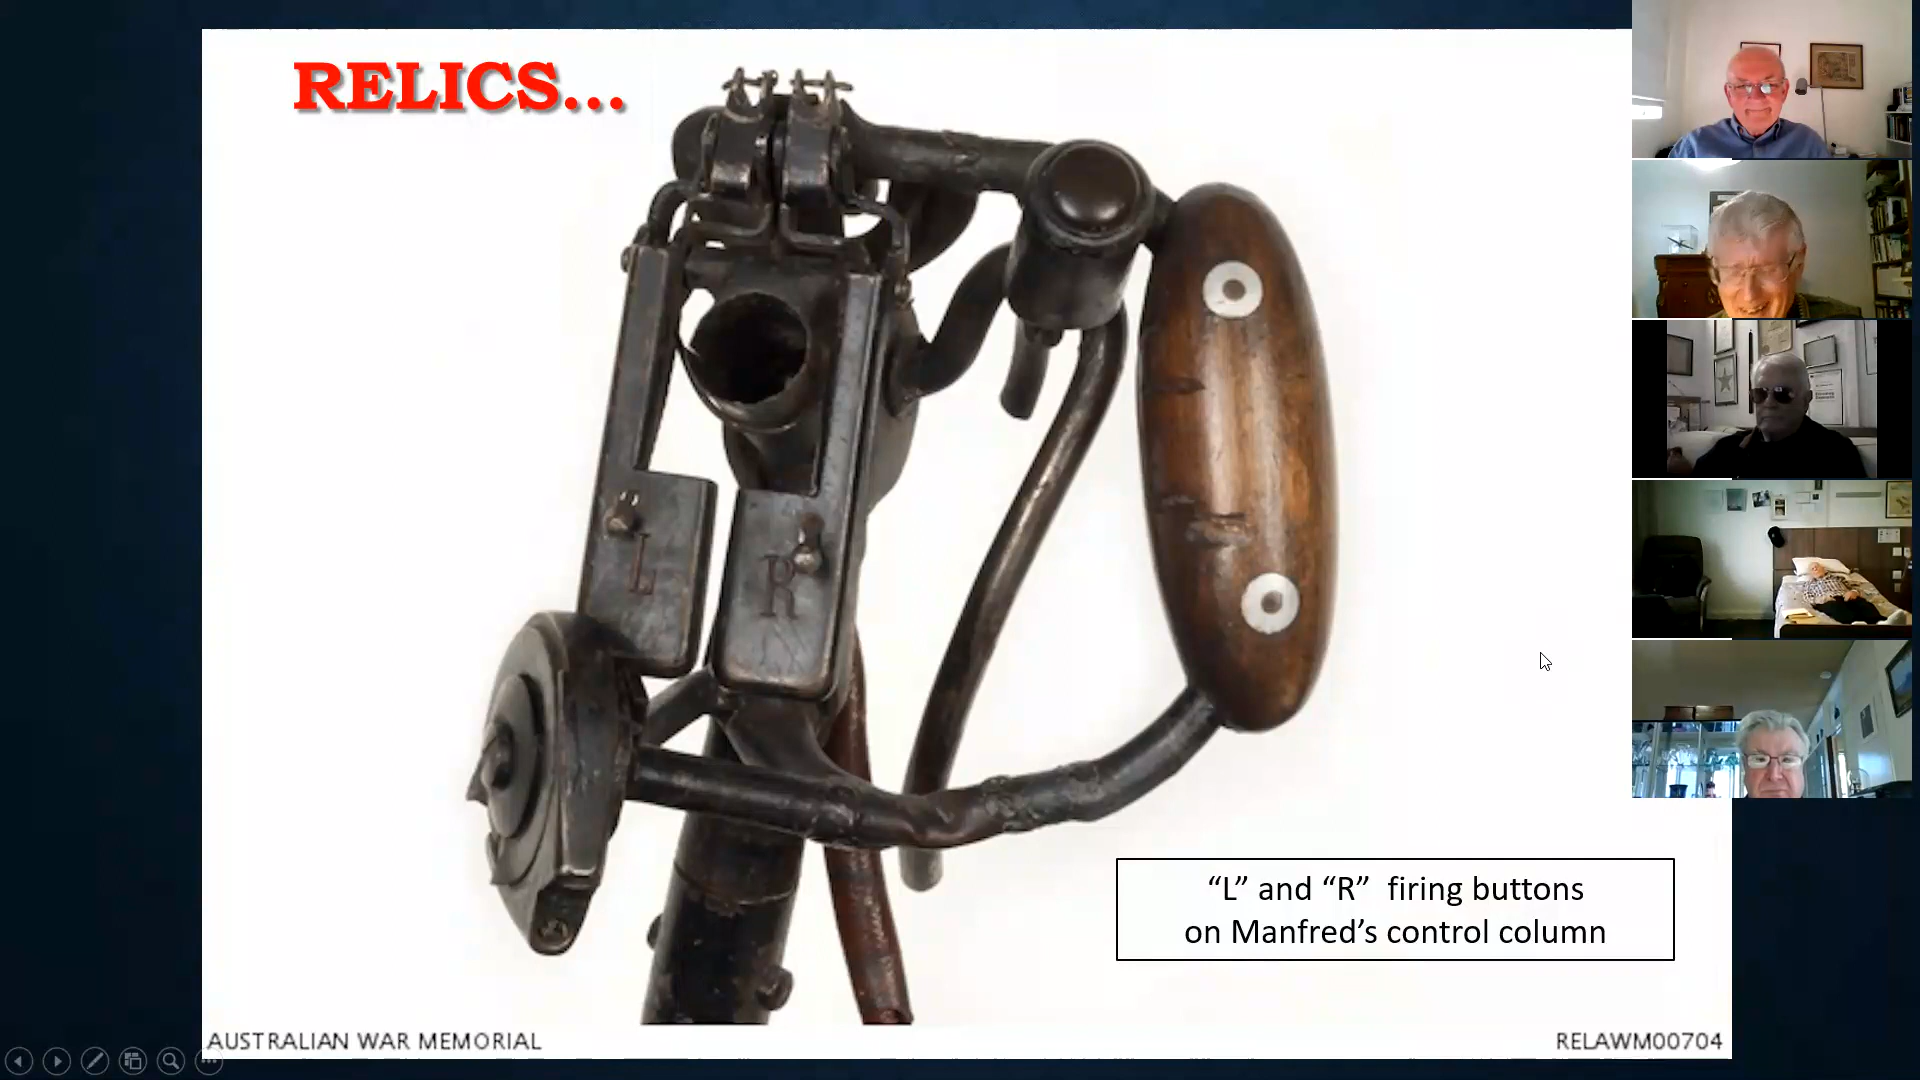 RELICS...
L
R
“L” and “R” firing buttons
on Manfred’s control column
AUSTRALIAN WAR MEMORIAL
RELAWM00704